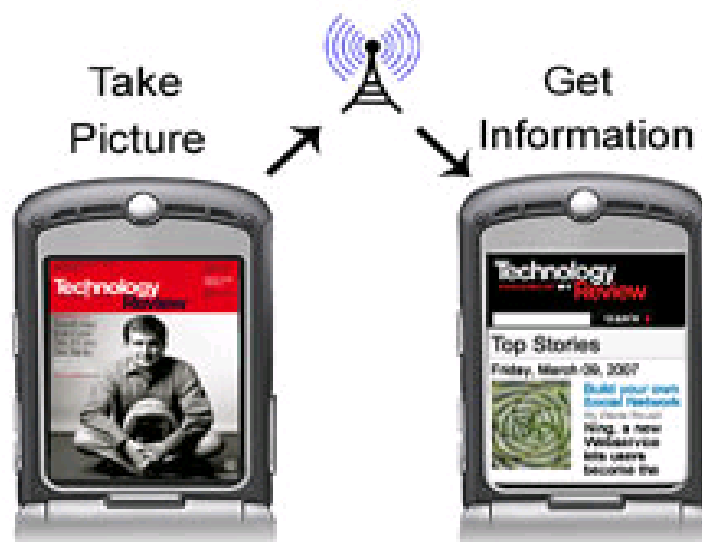 Take
Picture
Get
Information
Technology
Review
Technology
Review
Top Stories
Friday, March 09, 2007
Build your own
Social Network
Ning, a new
Webservice
lets users
become the